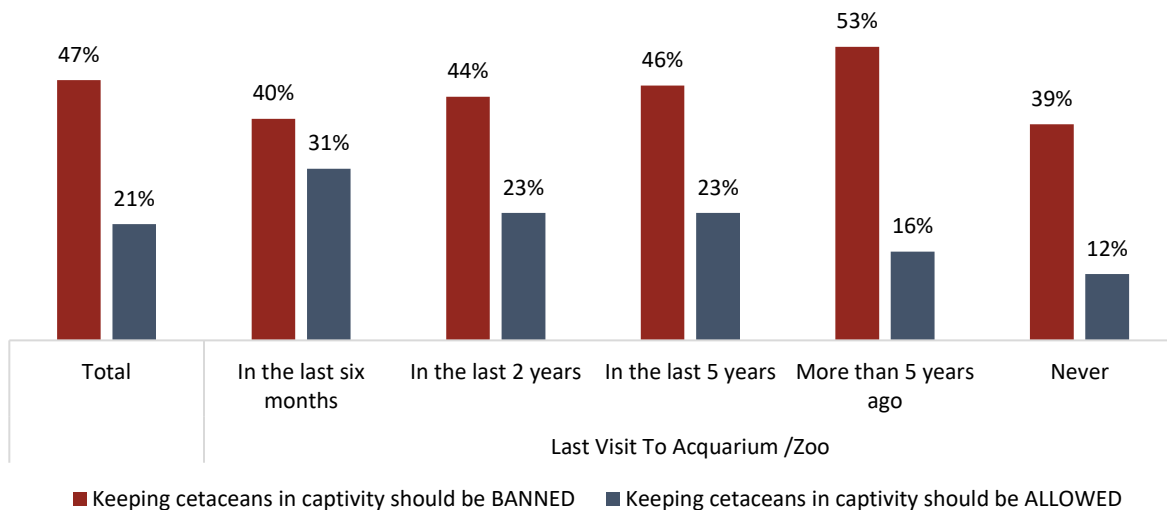 47%
21%
40%
31%
44%
23%
46%
23%
53%
16%
39%
12%
Total
In the last six
months
In the last 2 years
In the last 5 years
More than 5 years
ago
Never
Last Visit To Acquarium /Zoo
Keeping cetaceans in captivity should be BANNED
Keeping cetaceans in captivity should be ALLOWED